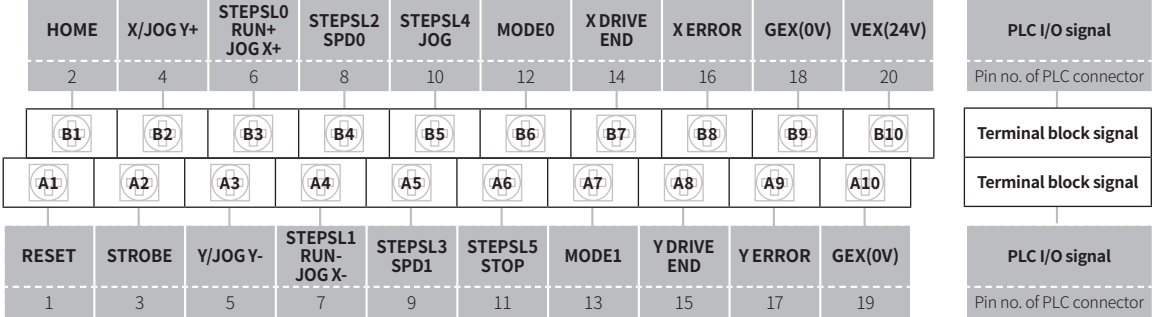 HOME X/JOG Y+ STEPSL0 RUN+ JOG X+ STEPSL2 SPD0 STEPSL4 JOG MODE0 X DRIVE END X ERROR GEX(0V) VEX(24V) PLC I/O signal
2 4 6 8 10 12 14 16 18 20 Pin no. of PLC connector
B1 B2 B3 B4 B5 B6 B7 B8 B9 B10 Terminal block signal
A1 A2 A3 A4 A5 A6 A7 A8 A9 A10 Terminal block signal
RESET STROBE Y/JOG Y- STEPSL1 RUN- JOG X- STEPSL3 SPD1 STEPSL5 STOP MODE1 Y DRIVE END Y ERROR GEX(0V) PLC I/O signal
1 3 5 7 9 11 13 15 17 19 Pin no. of PLC connector